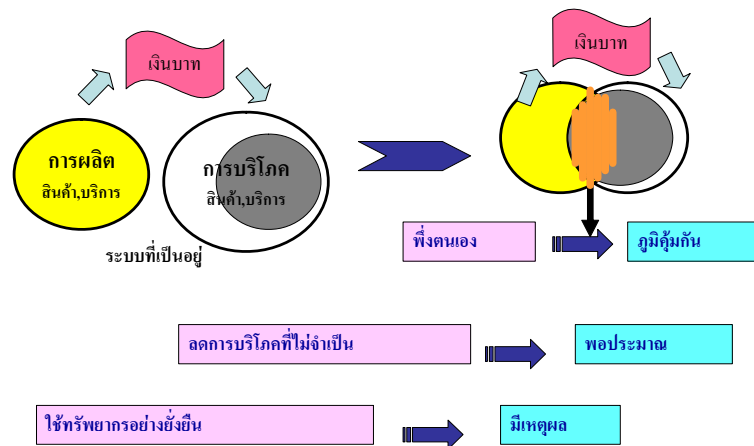 เงินบาท
เงินบาท
การผลิต
สินค้า,บริการ
การบริโภค
สินค้า,บริการ
ระบบที่เป็นอยู่
พึ่งตนเอง
ภูมิคุ้มกัน
ลดการบริโภคที่ไม่จำเป็น
พอประมาณ
ใช้ทรัพยากรอย่างยั่งยืน
มีเหตุผล